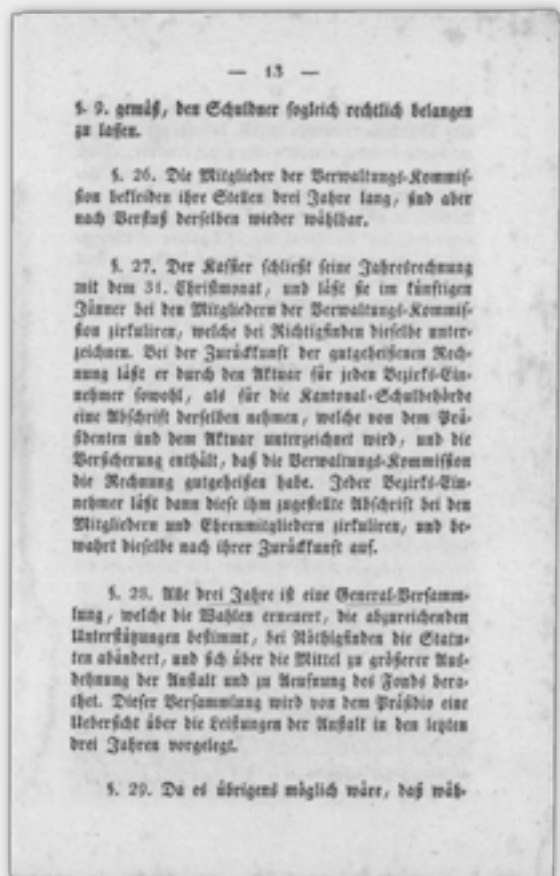 — 13 —
§. 9. gemäß, den Schuldner sogleich rechtlich belangen
zu lassen.
§. 26. Die Mitglieder der Verwaltungs-Kommis-
sion bekleiden ihre Stellen drei Jahre lang, sind aber
nach Verfluß derselben wieder wählbar.
§. 27. Der Kassier schließt seine Jahresrechnung
mit dem 31. Christmonat, und läßt sie im künftigen
Jänner bei den Mitgliedern der Verwaltungs-Kommis-
sion zirkuliren, welche bei Richtigfinden dieselbe unter-
zeichnen. Bei der Zurückkunft der gutgeheißenen Rech-
nung läßt er durch den Aktuar für jeden Bezirks-Ein-
nehmer sowohl, als für die Kantonal-Schulbehörde
eine Abschrift derselben nehmen, welche von dem Prä-
sidenten und dem Aktuar unterzeichnet wird, und die
Versicherung enthält, daß die Verwaltungs-Kommission
die Rechnung gutgeheißen habe. Jeder Bezirks-Ein-
nehmer läßt dann diese ihm zugestellte Abschrift bei den
Mitgliedern und Ehrenmitgliedern zirkuliren, und be-
wahrt dieselbe nach ihrer Zurückkunft auf.
§. 28. Alle drei Jahre ist eine General-Versamm-
lung, welche die Wahlen erneuert, die abzureichenden
Unterstützungen bestimmt, bei Nöthigfinden die Statu-
ten abändert, und sich über die Mittel zu größerer Aus-
dehnung der Anstalt und zu Aeufnung des Fonds bera-
thet. Dieser Versammlung wird von dem Präsidio eine
Uebersicht über die Leistungen der Anstalt in den letzten
drei Jahren vorgelegt.
§. 29. Da es übrigens möglich wäre, daß wäh-